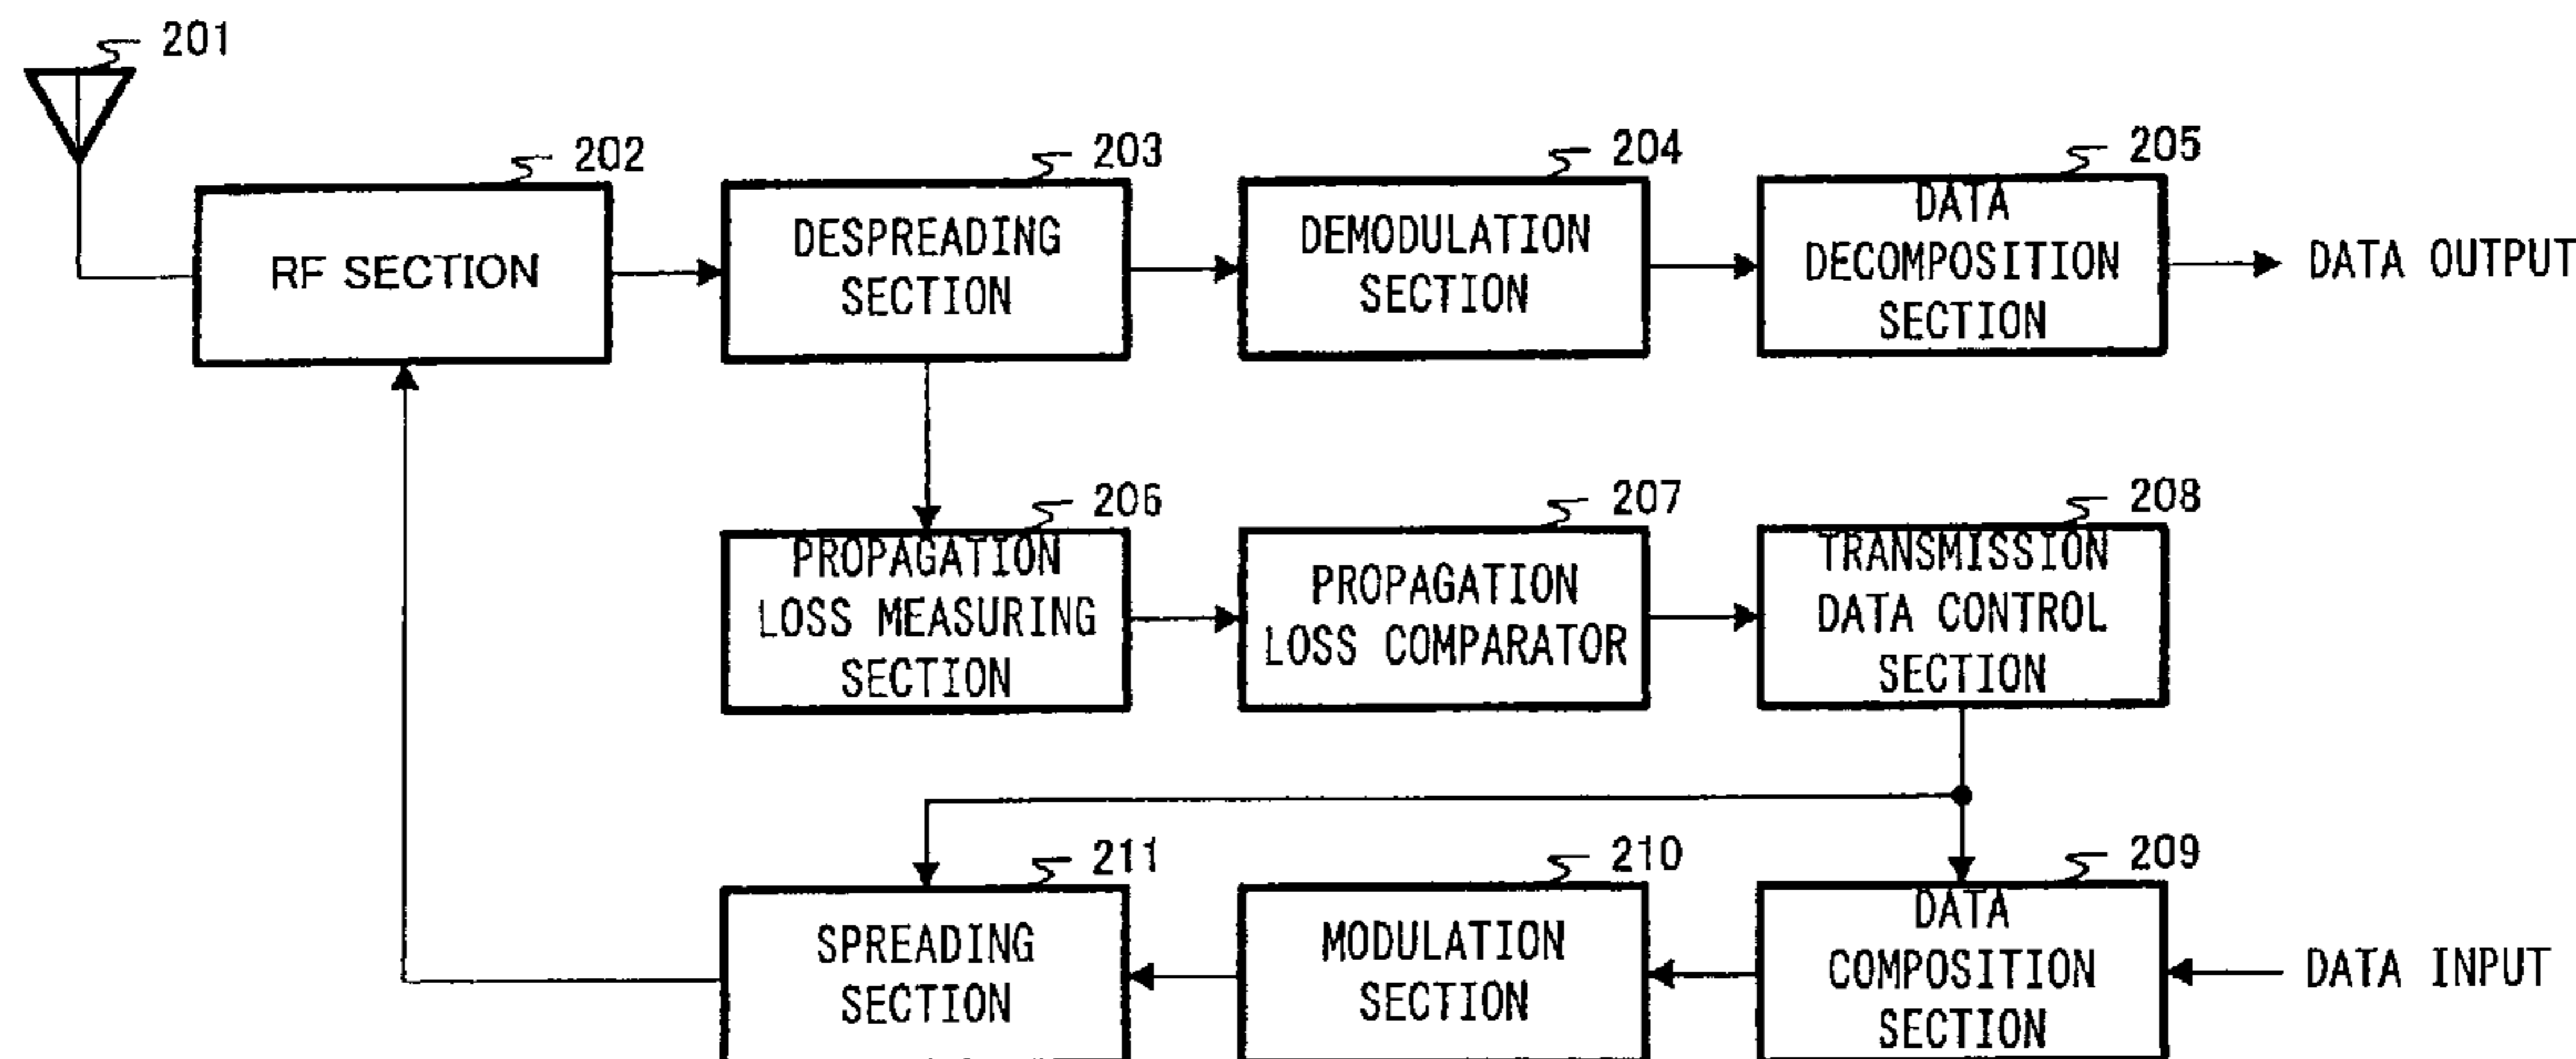 201
202
203
204
205
RF SECTION
DESPREADING
SECTION
DEMODULATION
SECTION
DATA
DECOMPOSITION
SECTION
DATA OUTPUT
206
207
208
PROPAGATION
LOSS MEASURING
SECTION
PROPAGATION
LOSS COMPARATOR
TRANSMISSION
DATA CONTROL
SECTION
211
210
209
SPREADING
SECTION
MODULATION
SECTION
DATA
COMPOSITION
SECTION
DATA INPUT